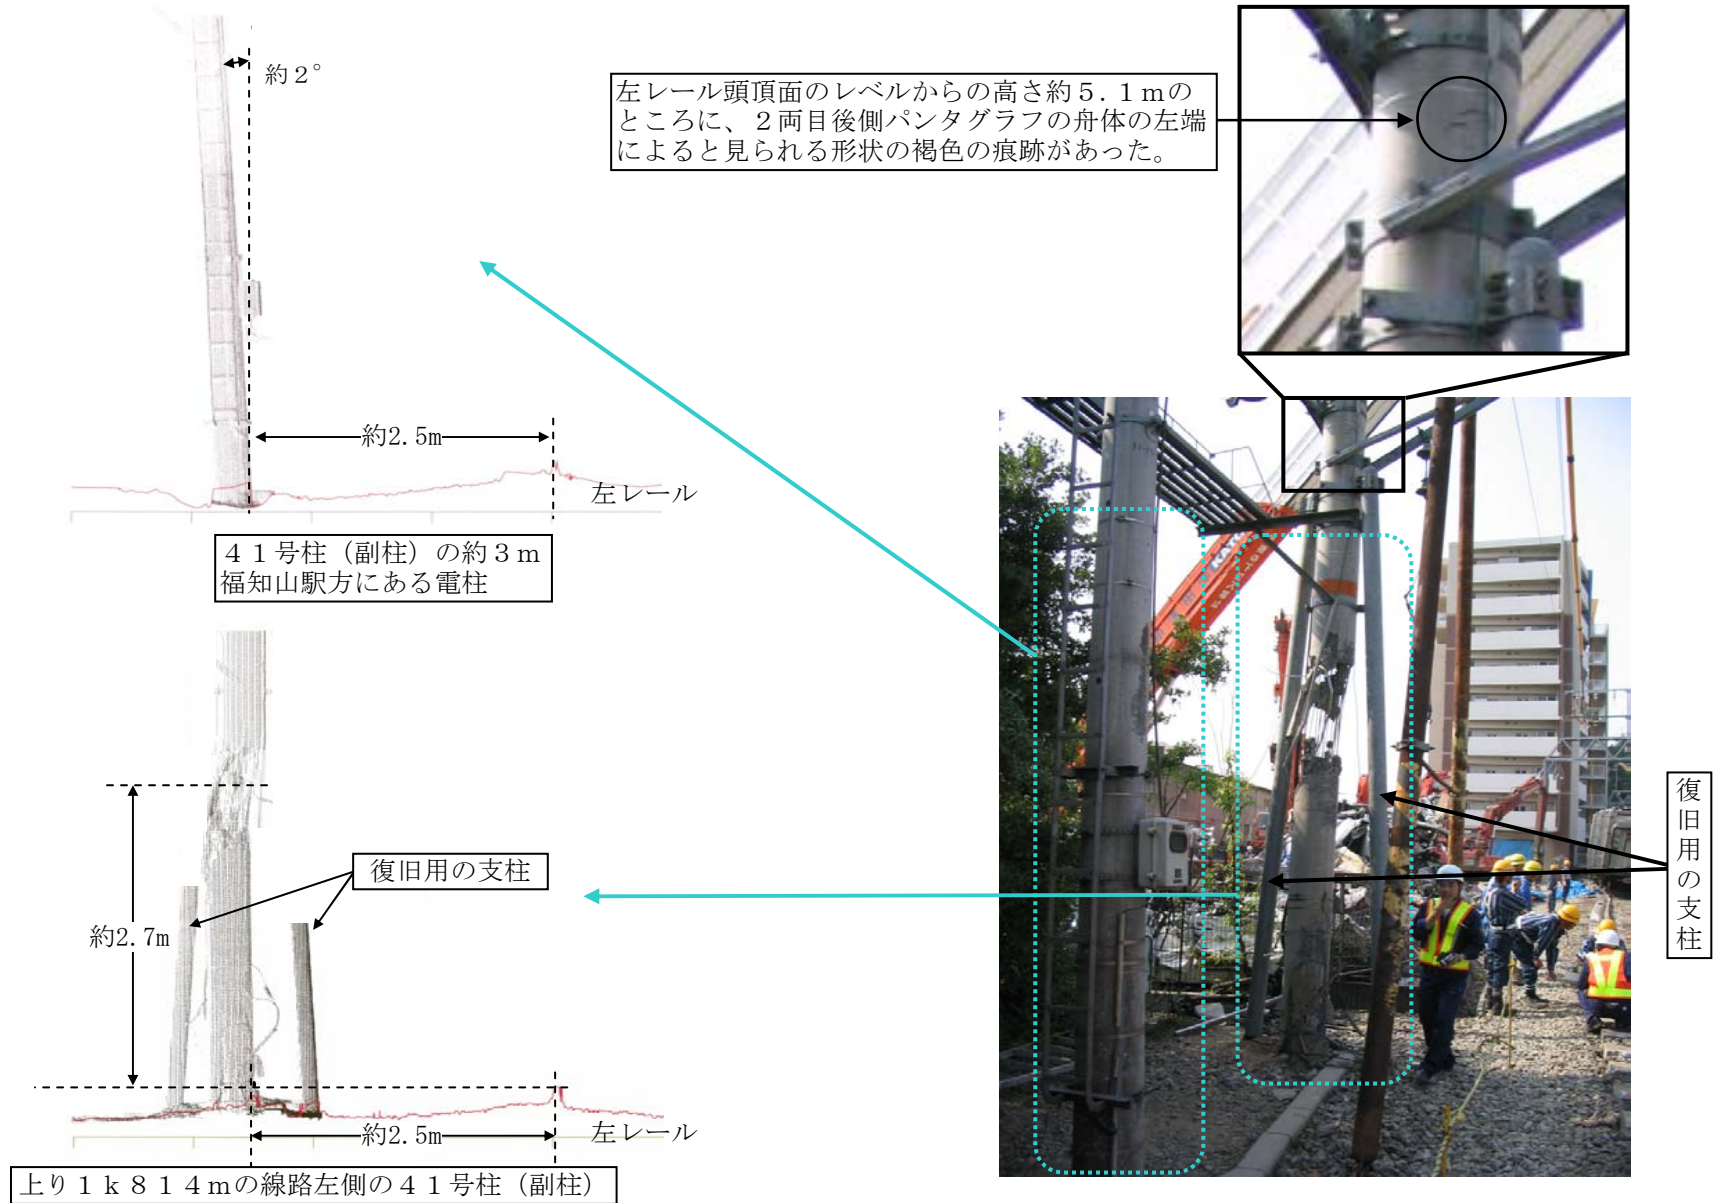 約２°
左レール頭頂面のレベルからの高さ約５.１mの
ところに、２両目後側パンタグラフの舟体の左端
によると見られる形状の褐色の痕跡があった。
約2.5m
左レール
４１号柱（副柱）の約３m
福知山駅方にある電柱
復旧用の支柱
約2.7m
復旧用の支柱
約2.5m
左レール
上り１ｋ８１４mの線路左側の４１号柱（副柱）